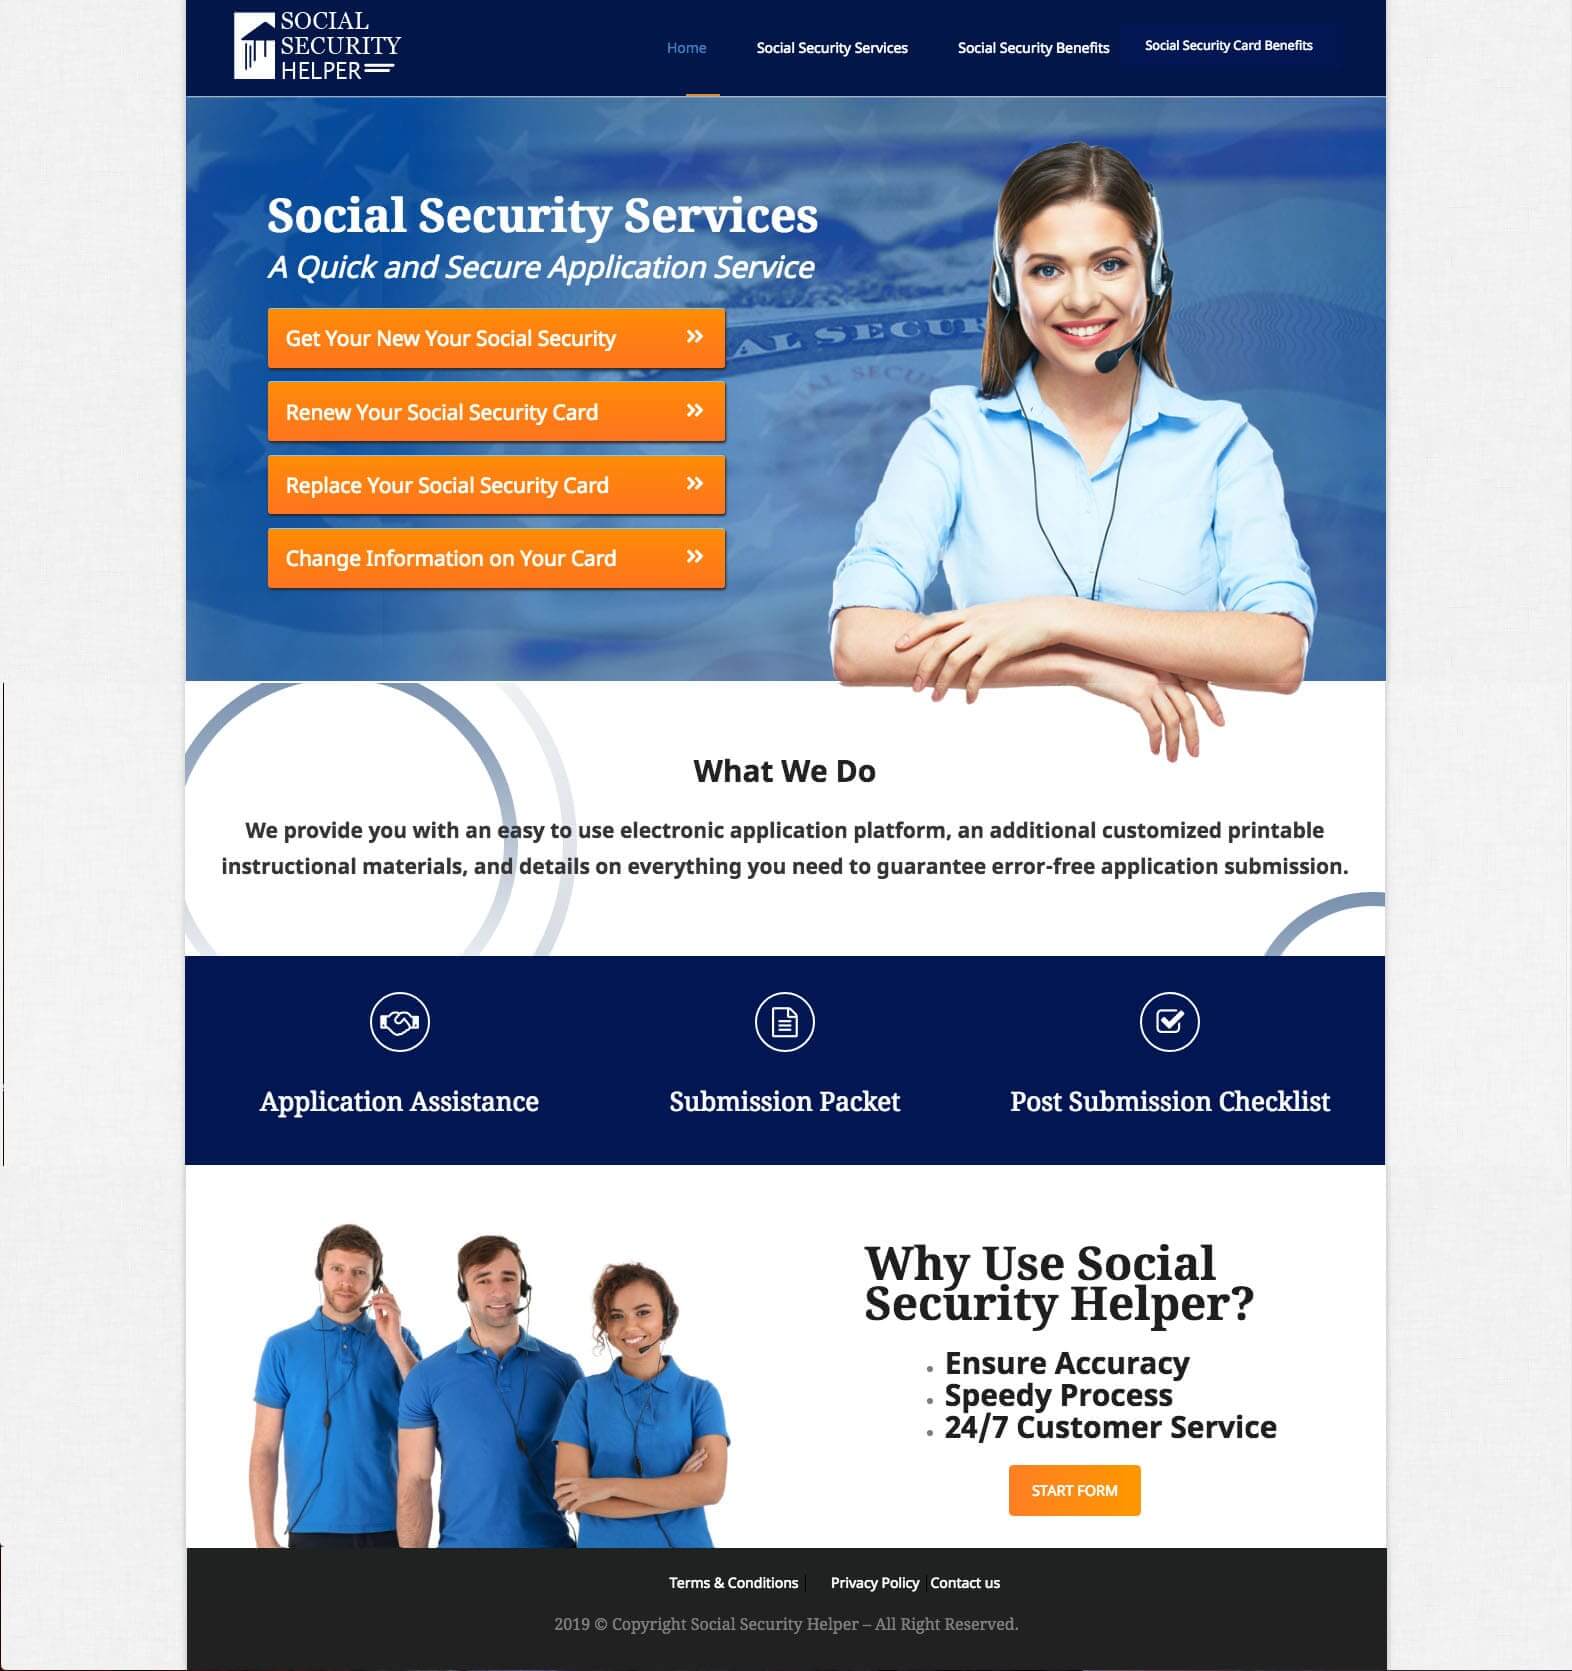 SOCIAL
SECURITY
HELPER
Home
Social Security Services
Social Security Benefits
Social Security Card Benefits
Social Security Services
A Quick and Secure Application Service
Get Your New Your Social Security
Renew Your Social Security Card
Replace Your Social Security Card
Change Information on Your Card
AL SECUR
IAL SECU
What We Do
We provide you with an easy to use electronic application platform, an additional customized printable
instructional materials, and details on everything you need to guarantee error-free application submission.
Application Assistance
Submission Packet
Post Submission Checklist
Why Use Social
Security Helper?
Ensure Accuracy
Speedy Process
24/7 Customer Service
START FORM
Terms & Conditions
Privacy Policy
Contact us
2019 © Copyright Social Security Helper – All Right Reserved.